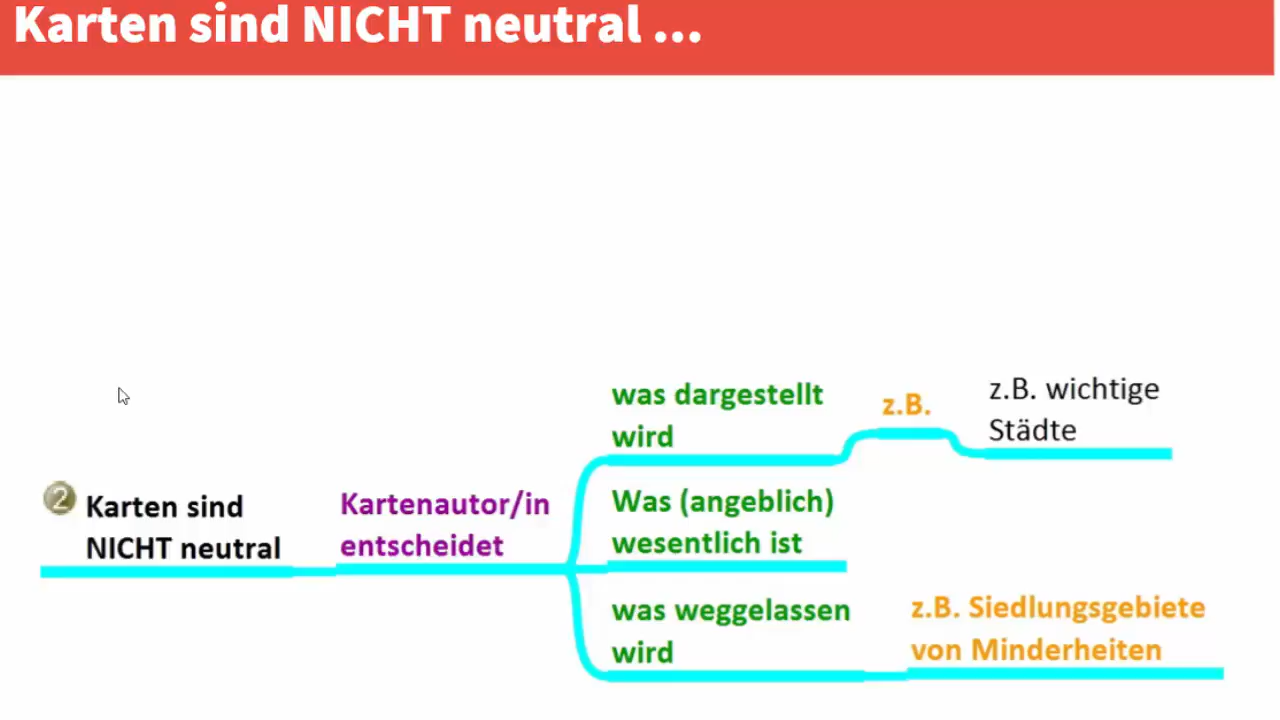 Karten sind NICHT neutral ...
was dargestellt
wird
z.B.
z.B. wichtige
Städte
2
Karten sind
NICHT neutral
Kartenautor/in
entscheidet
Was (angeblich)
wesentlich ist
was weggelassen
wird
z.B. Siedlungsgebiete
von Minderheiten